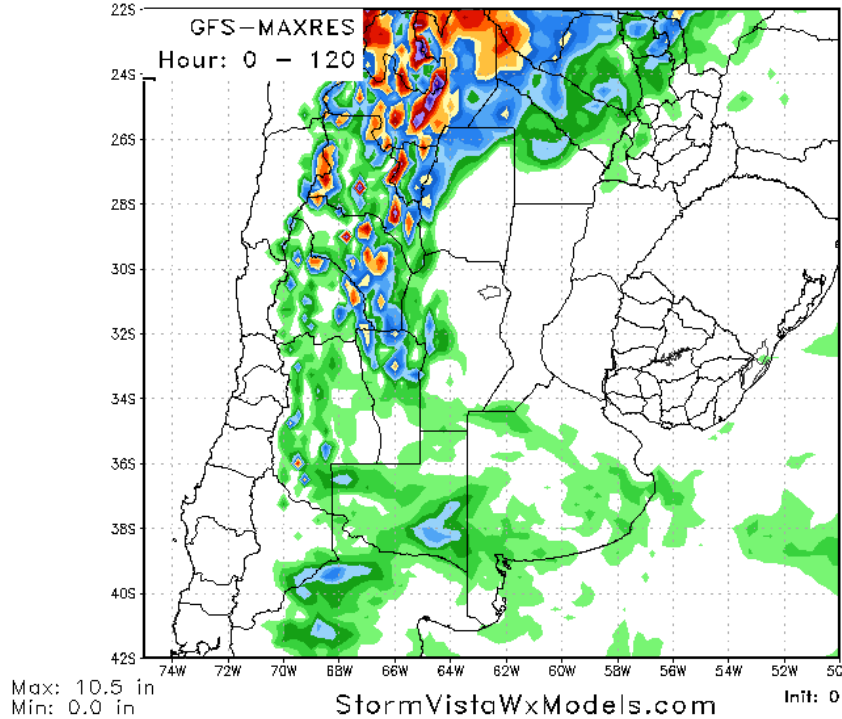 22S
GFS-MAXRES
Hour: 0 - 120
24S
26S
28S
30S
32S
34S
36S
38S
40S
42S
74W 72W 70W 68W 66W 64W 62W 60W 58W 56W 54W 52W 50
Max: 10.5 in
Min: 0.0 in
StormVistaWxModels.com
Init: 0